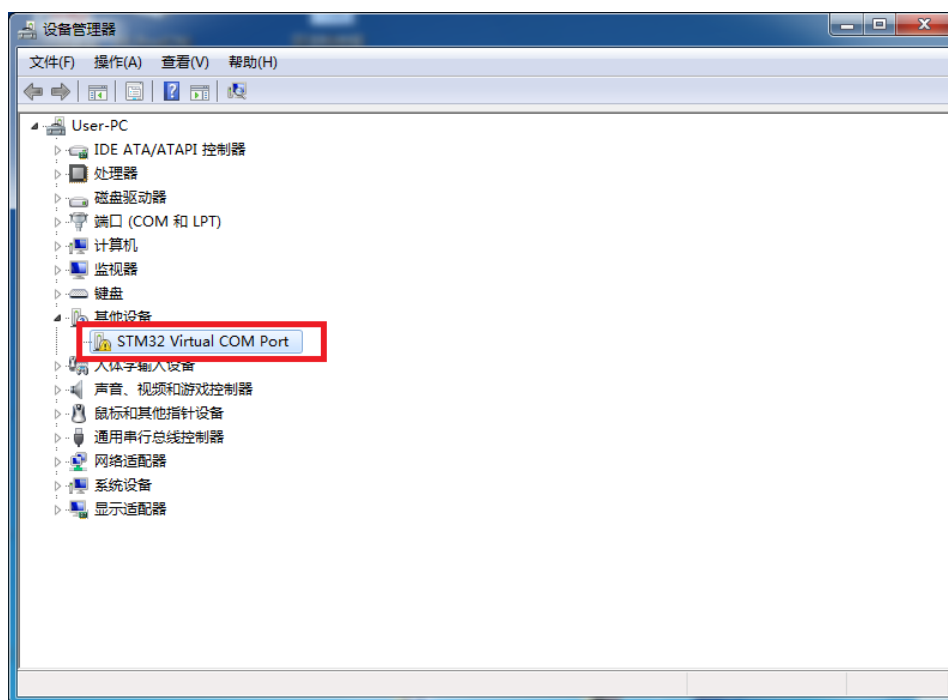 设备管理器
文件(F) 操作(A) 查看(V) 帮助(H)
User-PC
IDE ATA/ATAPI 控制器
处理器
磁盘驱动器
端口 (COM 和 LPT)
计算机
监视器
键盘
其他设备
STM32 Virtual COM Port
人体学输入设备
声音、视频和游戏控制器
鼠标和其他指针设备
通用串行总线控制器
网络适配器
系统设备
显示适配器